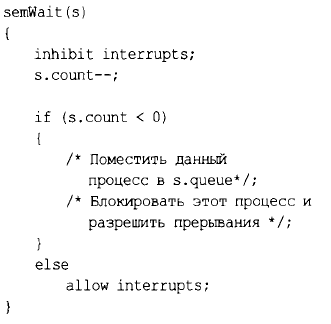 semWait(s)
{
inhibit interrupts;
s.count--;
if (s.count < 0)
{
/* Поместить данный
процесс в s.queue*/;
/* Блокировать этот процесс и
разрешить прерывания */;
}
else
allow interrupts;
}